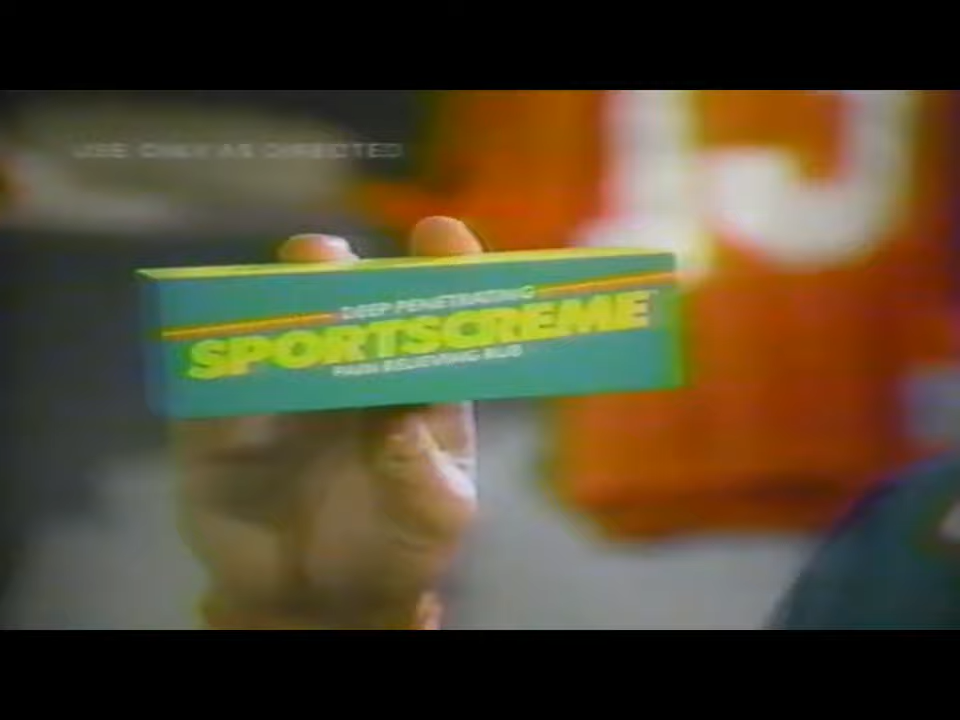 USE ONLY AS DIRECTED
DEEP PENETRATING
SPORTSCREME
PAIN RELIEVING RUB